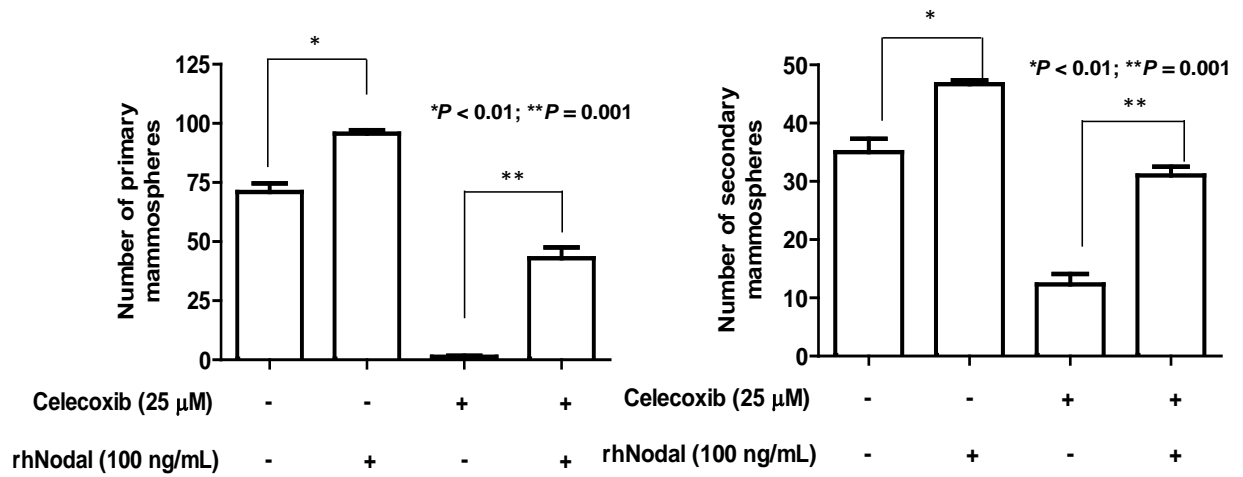 *
125
100
75
50
25
0
Number of primary
mammospheres
*P < 0.01; **P = 0.001
**
Celecoxib (25 μM) - - + +
rhNodal (100 ng/mL) - + - +
*
50
40
30
20
10
0
Number of secondary
mammospheres
*P < 0.01; **P = 0.001
**
Celecoxib (25 μM) - - + +
rhNodal (100 ng/mL) - + - +